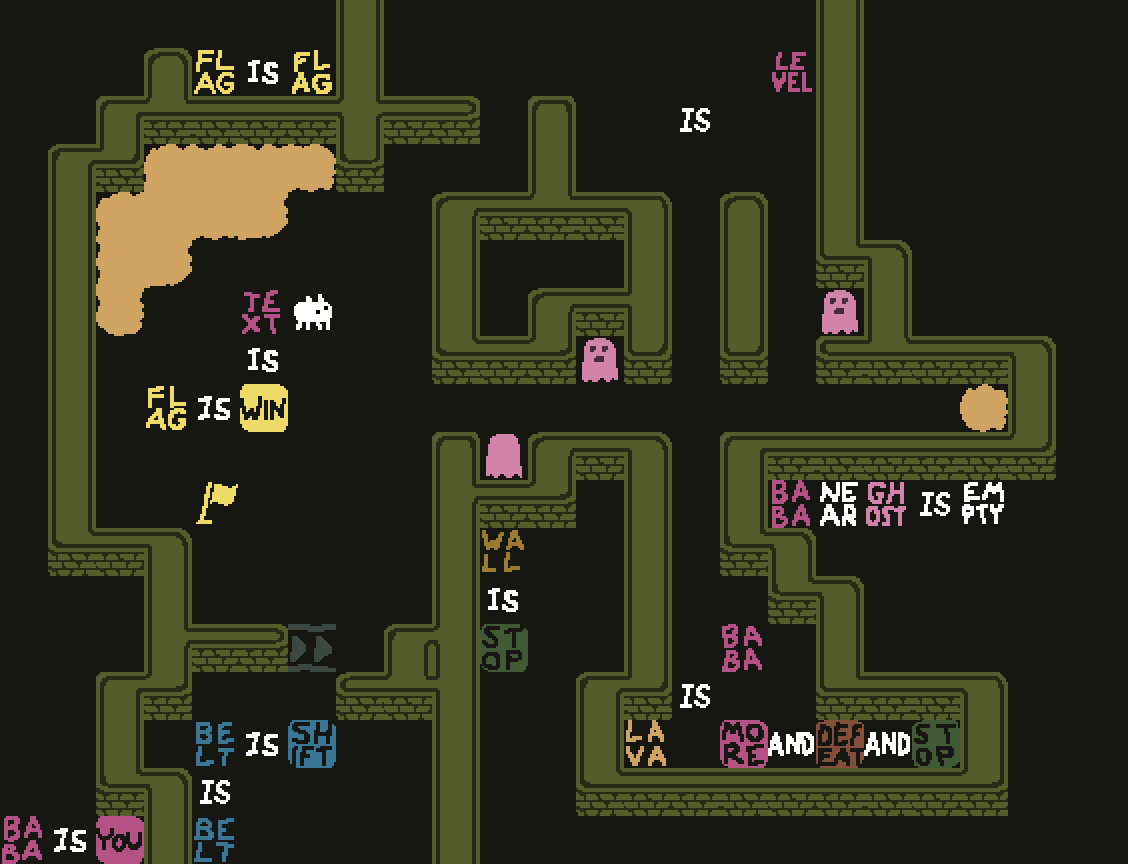 FLAG IS FLAG
LEVEL
IS
TEXT
IS
FLAG IS WIN
BABA NEAR GHOST IS EMPTY
WALL
IS
STOP
BABA
IS
LAVA MORE AND DEFEAT AND STOP
BELT IS SHIFT
IS
BABA IS YOU BELT